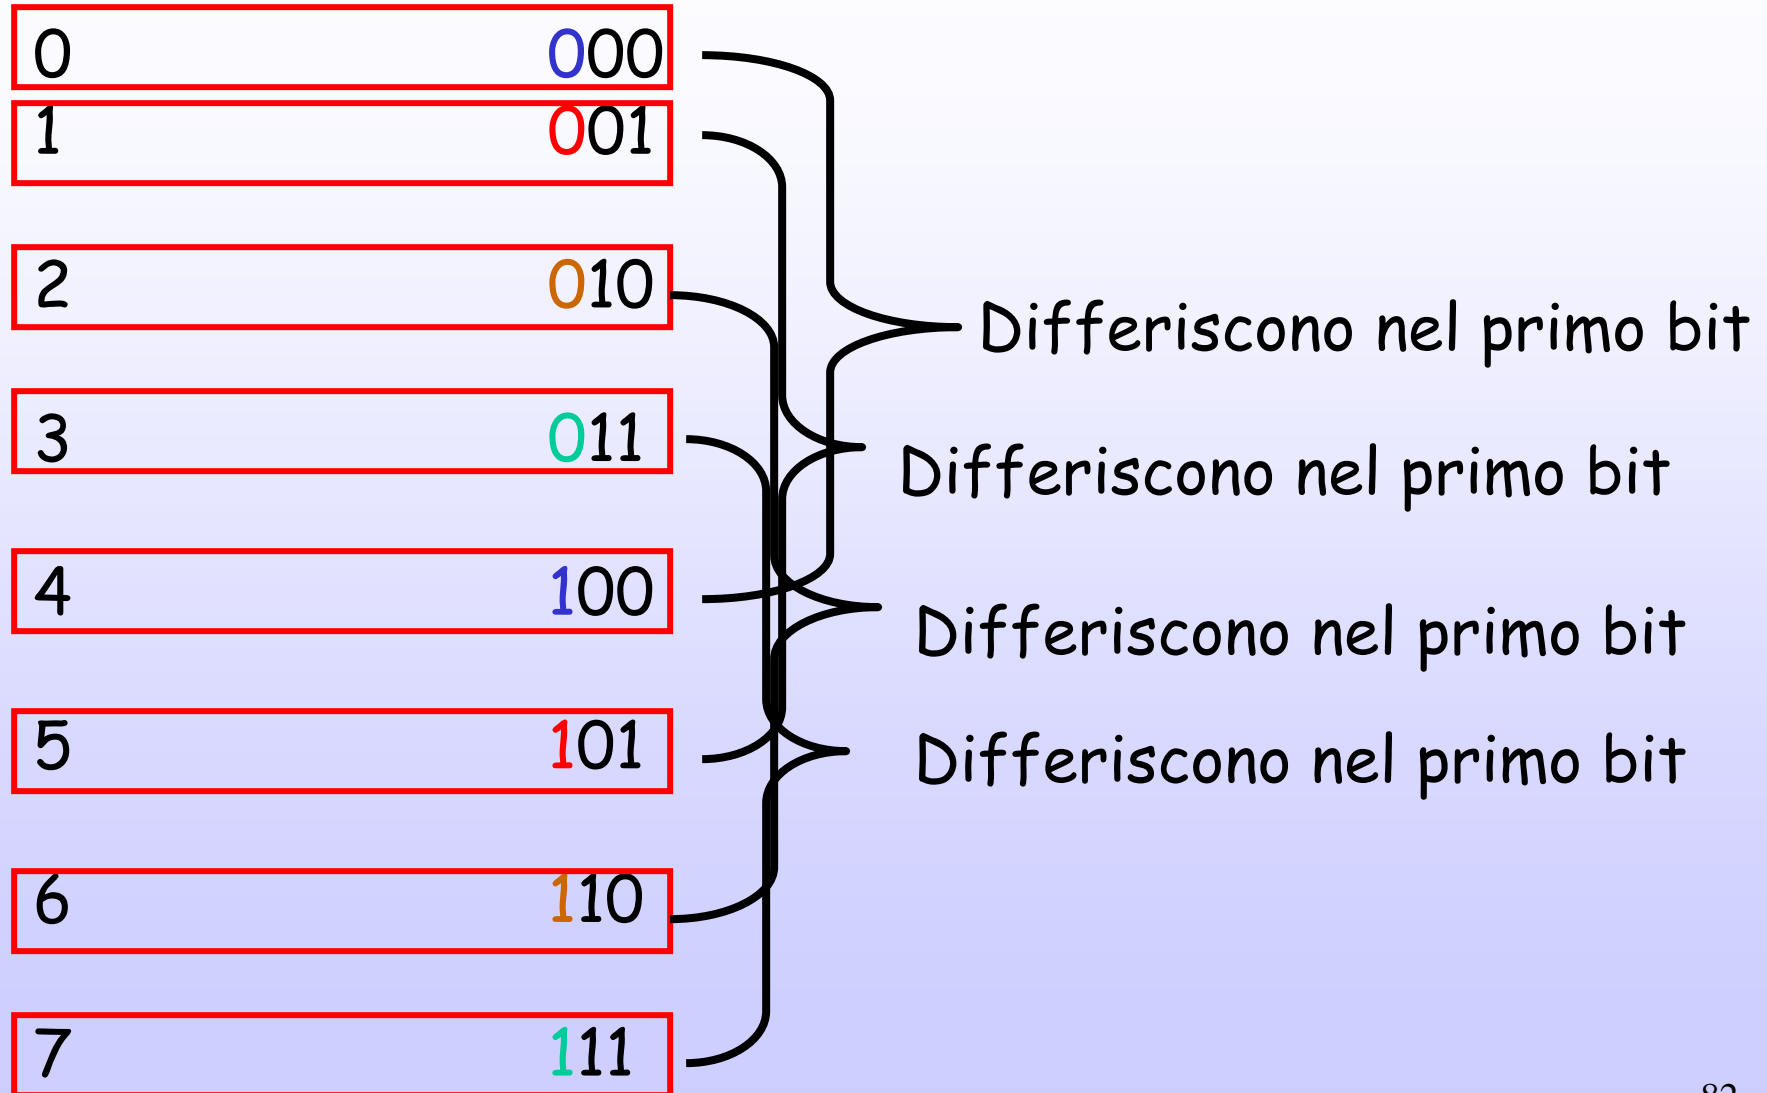 0 000
1 001
2 010
Differiscono nel primo bit
3 011
Differiscono nel primo bit
4 100
Differiscono nel primo bit
5 101
Differiscono nel primo bit
6 110
7 111
82